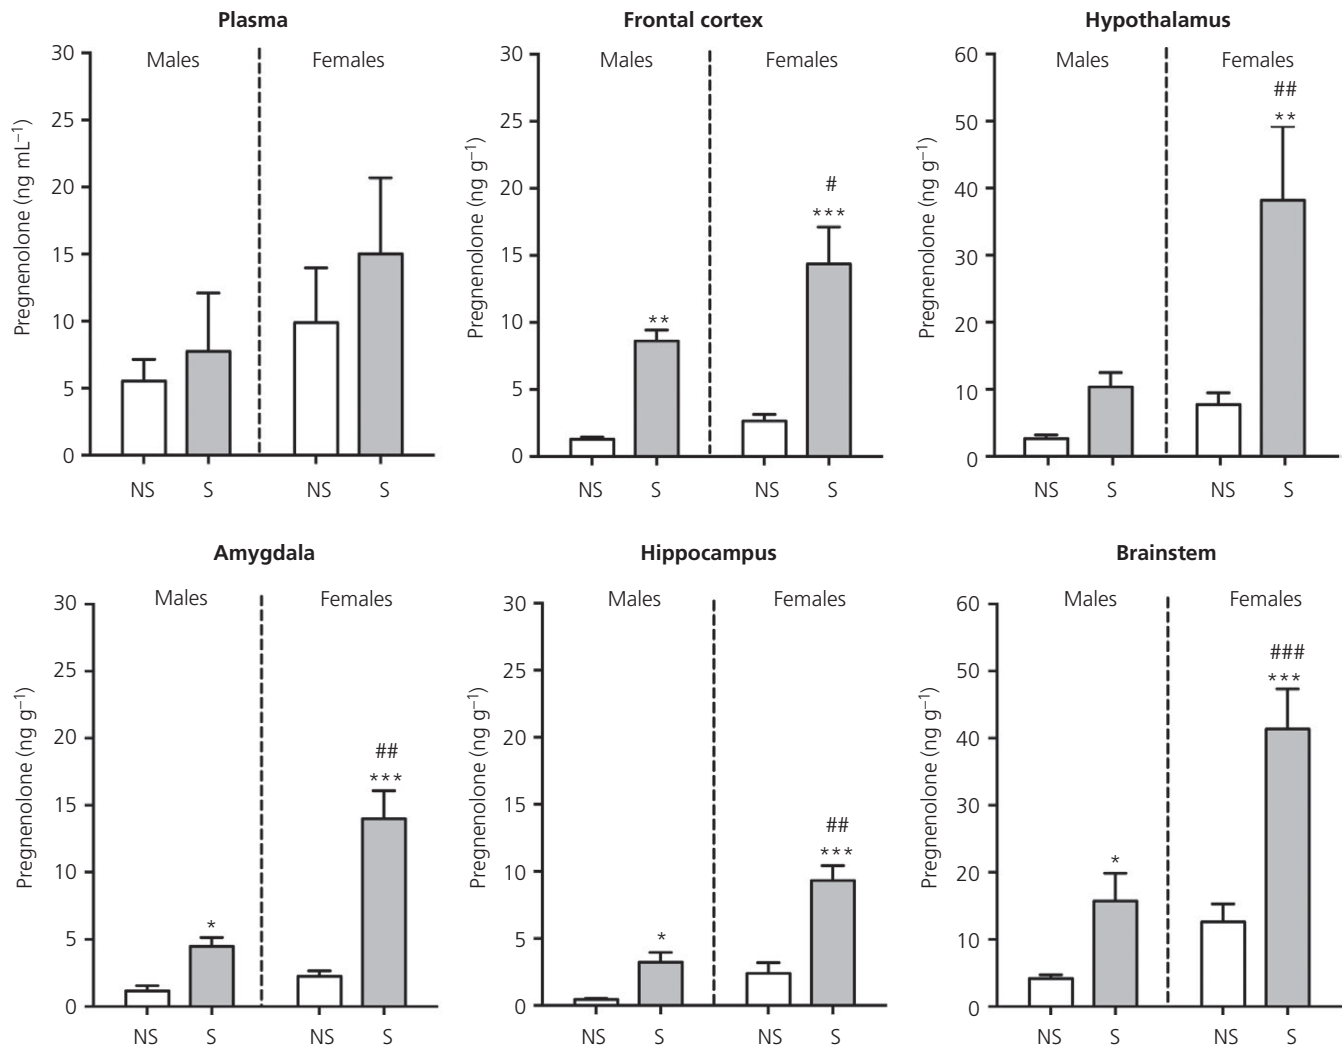 Plasma
Males Females
Pregnenolone (ng mL⁻¹)
30
25
20
15
10
5
0
NS S NS S
Frontal cortex
Males Females
Pregnenolone (ng g⁻¹)
30
25
20
15
10
5
0
**
#
***
NS S NS S
Hypothalamus
Males Females
Pregnenolone (ng g⁻¹)
60
50
40
30
20
10
0
##
**
NS S NS S
Amygdala
Males Females
Pregnenolone (ng g⁻¹)
30
25
20
15
10
5
0
*
##
***
NS S NS S
Hippocampus
Males Females
Pregnenolone (ng g⁻¹)
30
25
20
15
10
5
0
*
##
***
NS S NS S
Brainstem
Males Females
Pregnenolone (ng g⁻¹)
60
50
40
30
20
10
0
*
###
***
NS S NS S